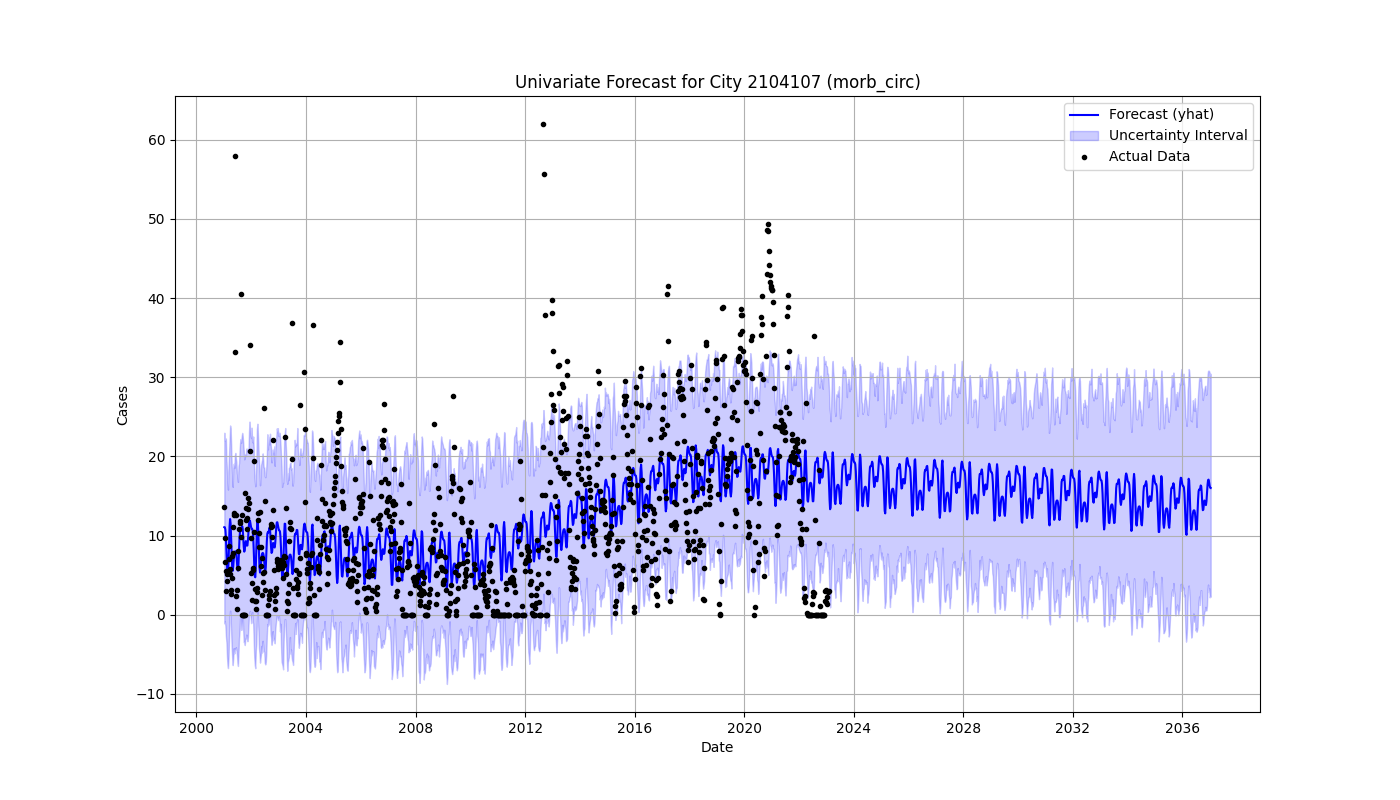 Univariate Forecast for City 2104107 (morb_circ)
Forecast (yhat)
Uncertainty Interval
Actual Data
60
50
40
30
20
10
0
−10
Cases
2000 2004 2008 2012 2016 2020 2024 2028 2032 2036
Date